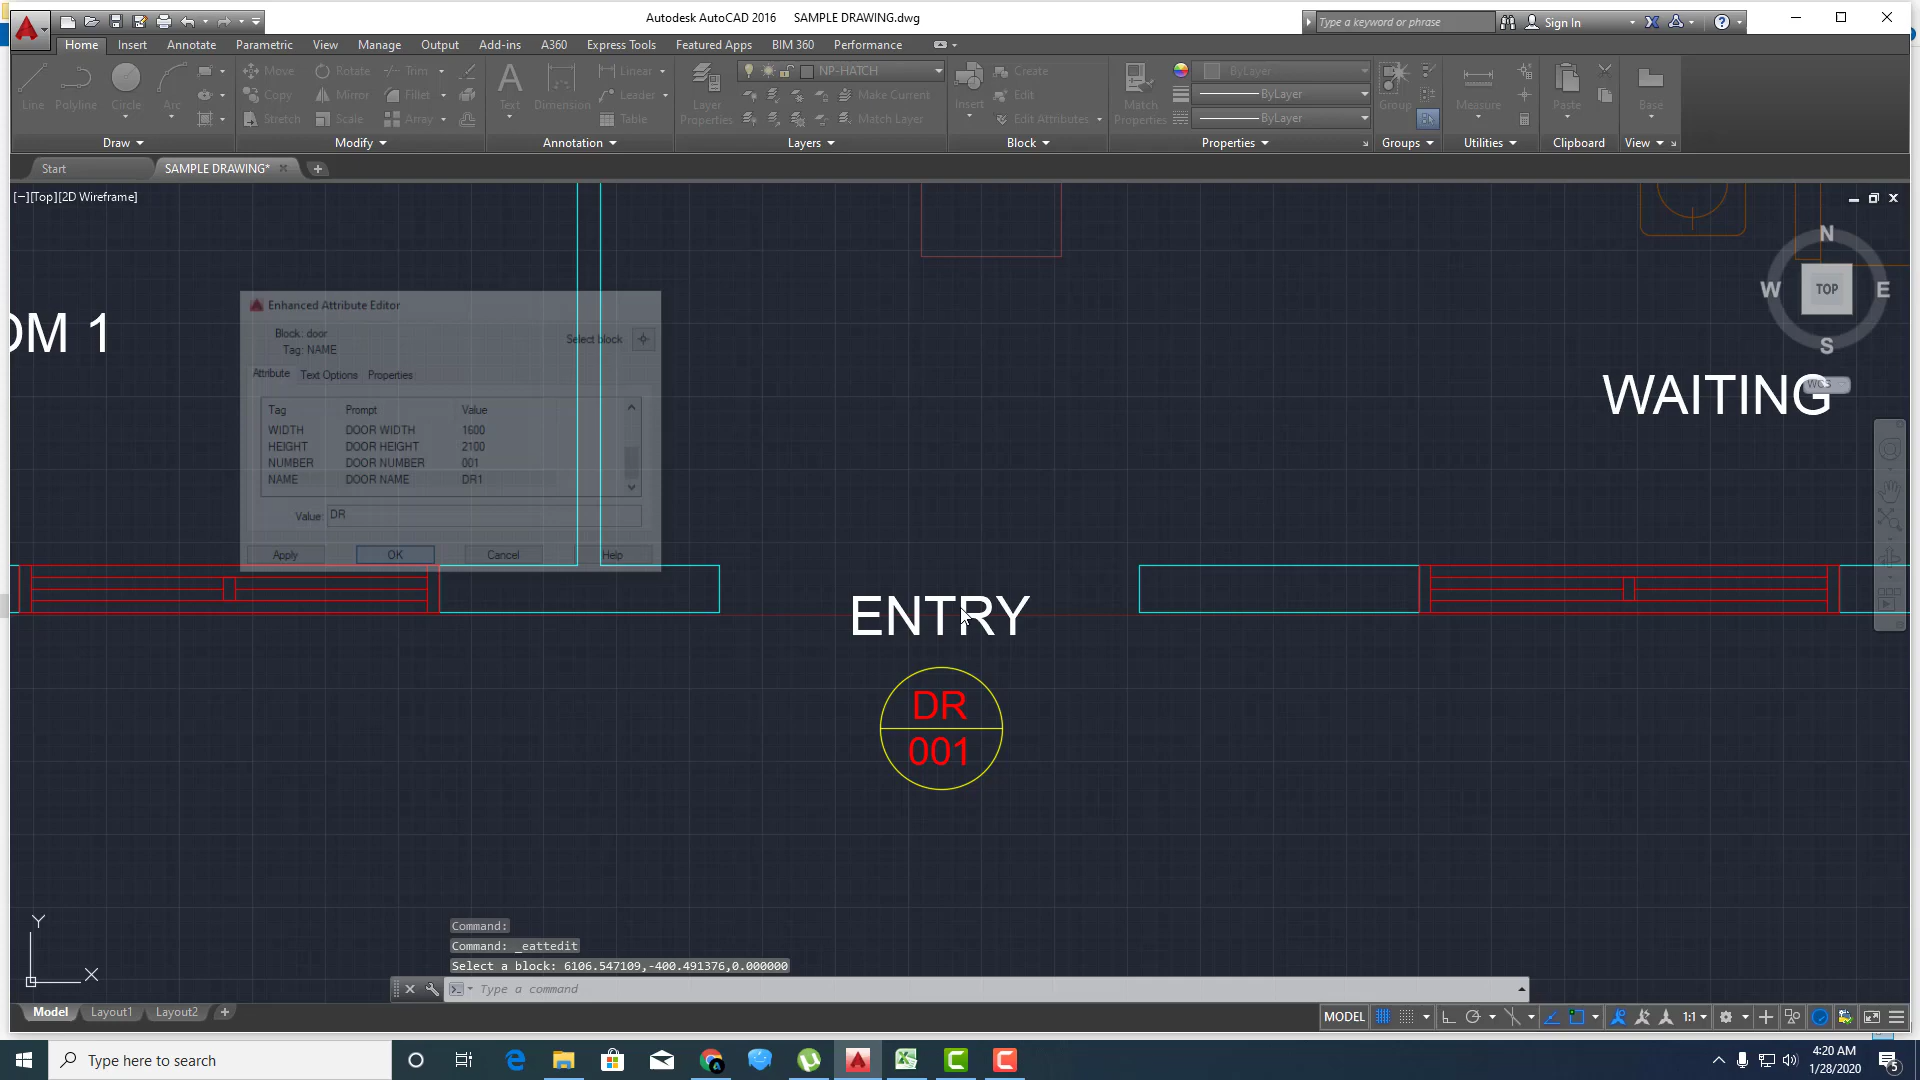 Autodesk AutoCAD 2016 SAMPLE DRAWING.dwg
Type a keyword or phrase
Sign In
Home Insert Annotate Parametric View Manage Output Add-ins A360 Express Tools Featured Apps BIM 360 Performance
Line Polyline Circle Arc
Move Rotate Trim
Copy Mirror Fillet
Stretch Scale Array
Text Dimension
Linear
Leader
Table
Layer Properties
NP-HATCH
Make Current
Match Layer
Insert
Create
Edit
Edit Attributes
Match Properties
ByLayer
ByLayer
ByLayer
Group
Measure
Paste
Base
Draw Modify Annotation Layers Block Properties Groups Utilities Clipboard View
Start SAMPLE DRAWING*
[−][Top][2D Wireframe]
N
W TOP E
S
WCS
OM 1
WAITING
Enhanced Attribute Editor
Block: door
Tag: NAME
Select block
Attribute Text Options Properties
Tag Prompt Value
WIDTH DOOR WIDTH 1600
HEIGHT DOOR HEIGHT 2100
NUMBER DOOR NUMBER 001
NAME DOOR NAME DR1
Value: DR
Apply OK Cancel Help
ENTRY
DR
001
Y
X
Command:
Command: _eattedit
Select a block: 6106.547109,-400.491376,0.000000
Type a command
Model Layout1 Layout2
MODEL 1:1
Type here to search
4:20 AM
1/28/2020
5